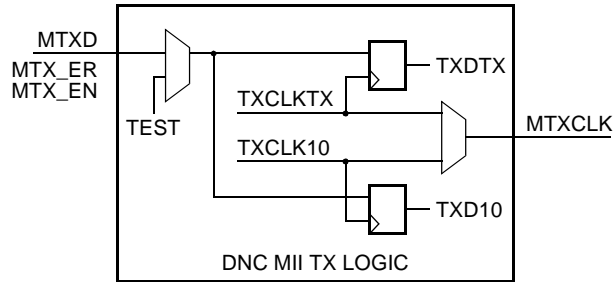 MTXD
MTX_ER
MTX_EN
TEST
TXDTX
TXCLKTX
TXCLK10
MTXCLK
TXD10
DNC MII TX LOGIC